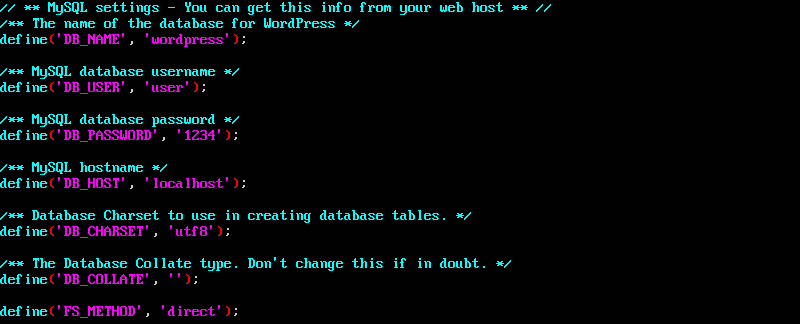 // ** MySQL settings - You can get this info from your web host ** //
/** The name of the database for WordPress */
define('DB_NAME', 'wordpress');
/** MySQL database username */
define('DB_USER', 'user');
/** MySQL database password */
define('DB_PASSWORD', '1234');
/** MySQL hostname */
define('DB_HOST', 'localhost');
/** Database Charset to use in creating database tables. */
define('DB_CHARSET', 'utf8');
/** The Database Collate type. Don't change this if in doubt. */
define('DB_COLLATE', '');
define('FS_METHOD', 'direct');